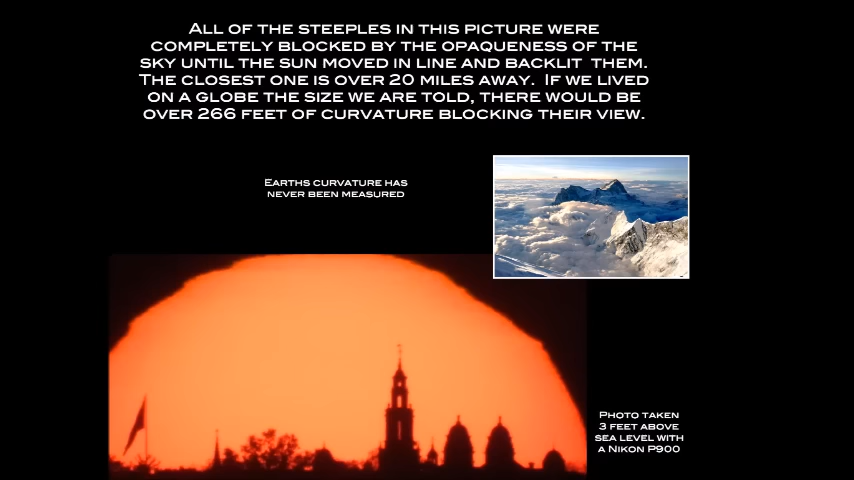 All of the steeples in this picture were
completely blocked by the opaqueness of the
sky until the sun moved in line and backlit them.
The closest one is over 20 miles away. If we lived
on a globe the size we are told, there would be
over 266 feet of curvature blocking their view.
Earths curvature has
never been measured
Photo taken
3 feet above
sea level with
a Nikon P900